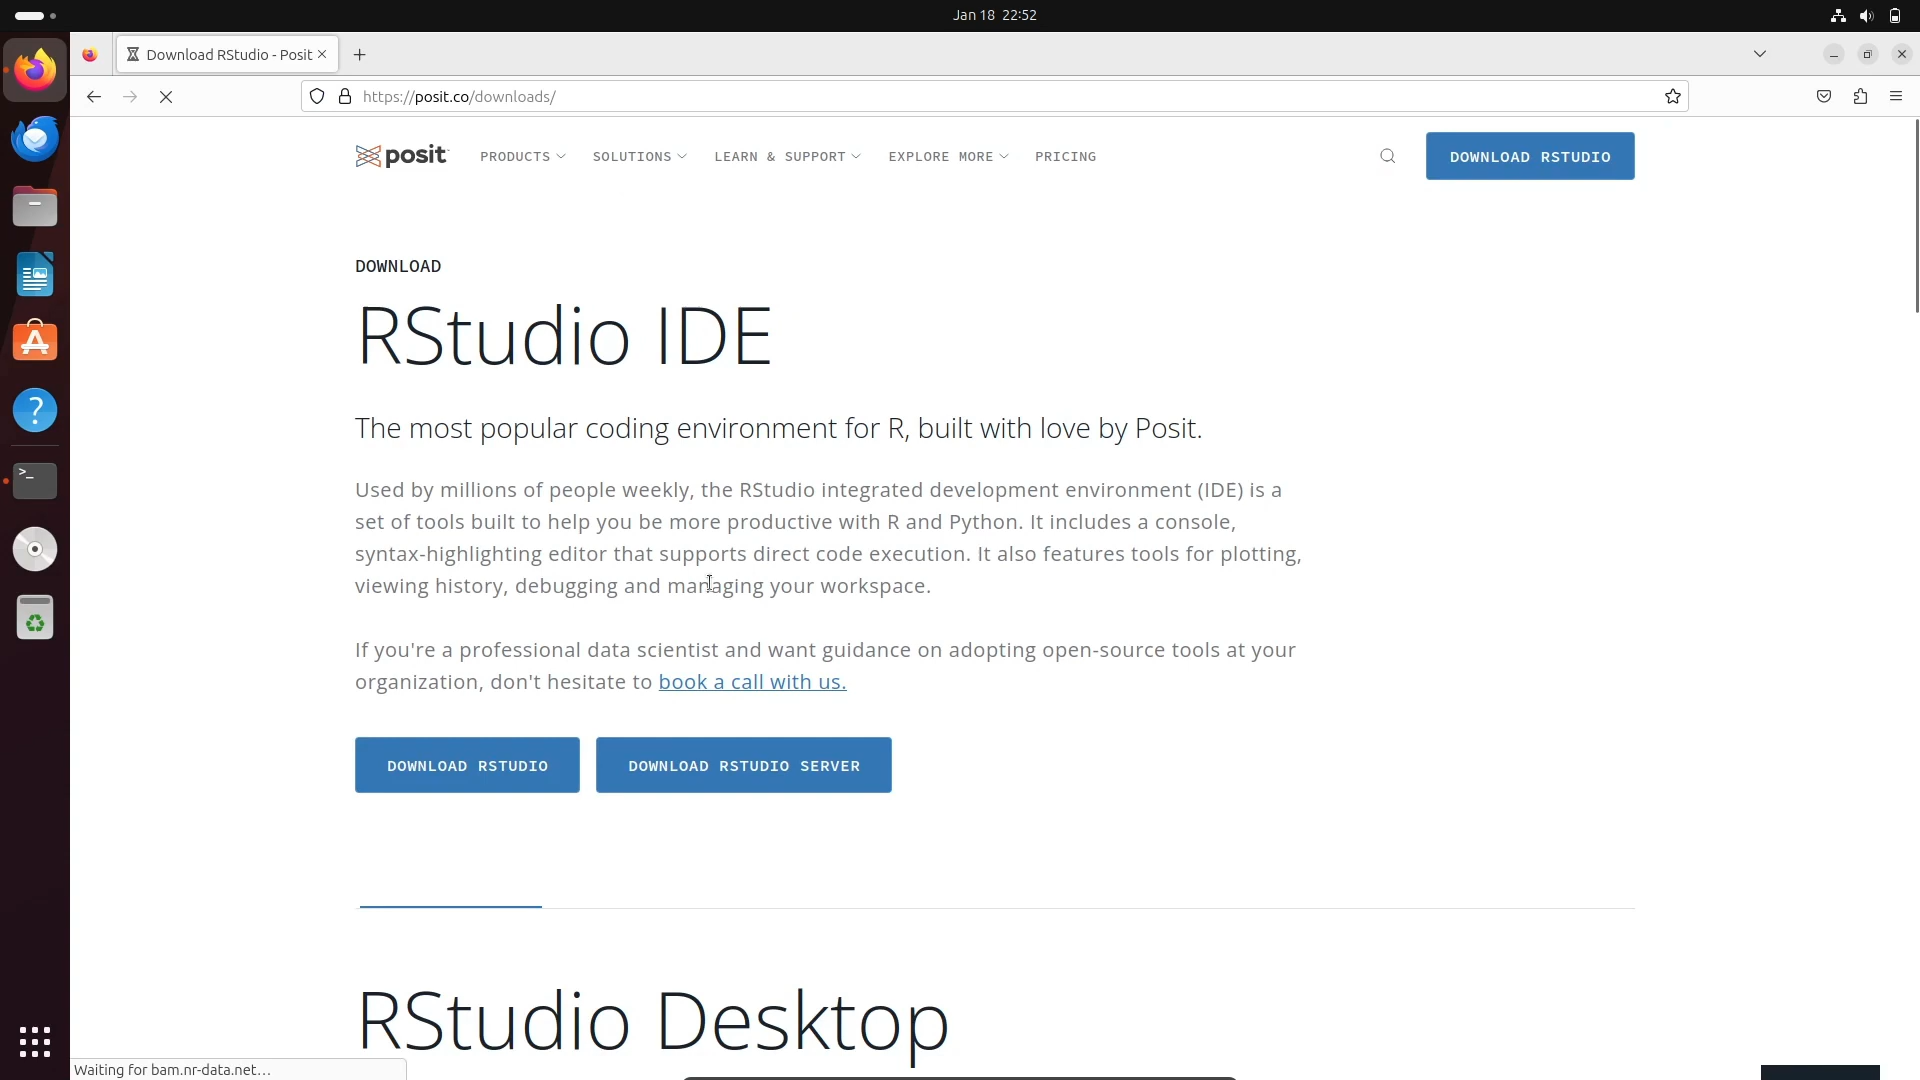 Jan 18 22:52
Download RStudio - Posit
https://posit.co/downloads/
posit
PRODUCTS
SOLUTIONS
LEARN & SUPPORT
EXPLORE MORE
PRICING
DOWNLOAD RSTUDIO
DOWNLOAD
RStudio IDE
The most popular coding environment for R, built with love by Posit.
Used by millions of people weekly, the RStudio integrated development environment (IDE) is a
set of tools built to help you be more productive with R and Python. It includes a console,
syntax-highlighting editor that supports direct code execution. It also features tools for plotting,
viewing history, debugging and managing your workspace.
If you're a professional data scientist and want guidance on adopting open-source tools at your
organization, don't hesitate to book a call with us.
DOWNLOAD RSTUDIO
DOWNLOAD RSTUDIO SERVER
RStudio Desktop
Waiting for bam.nr-data.net...